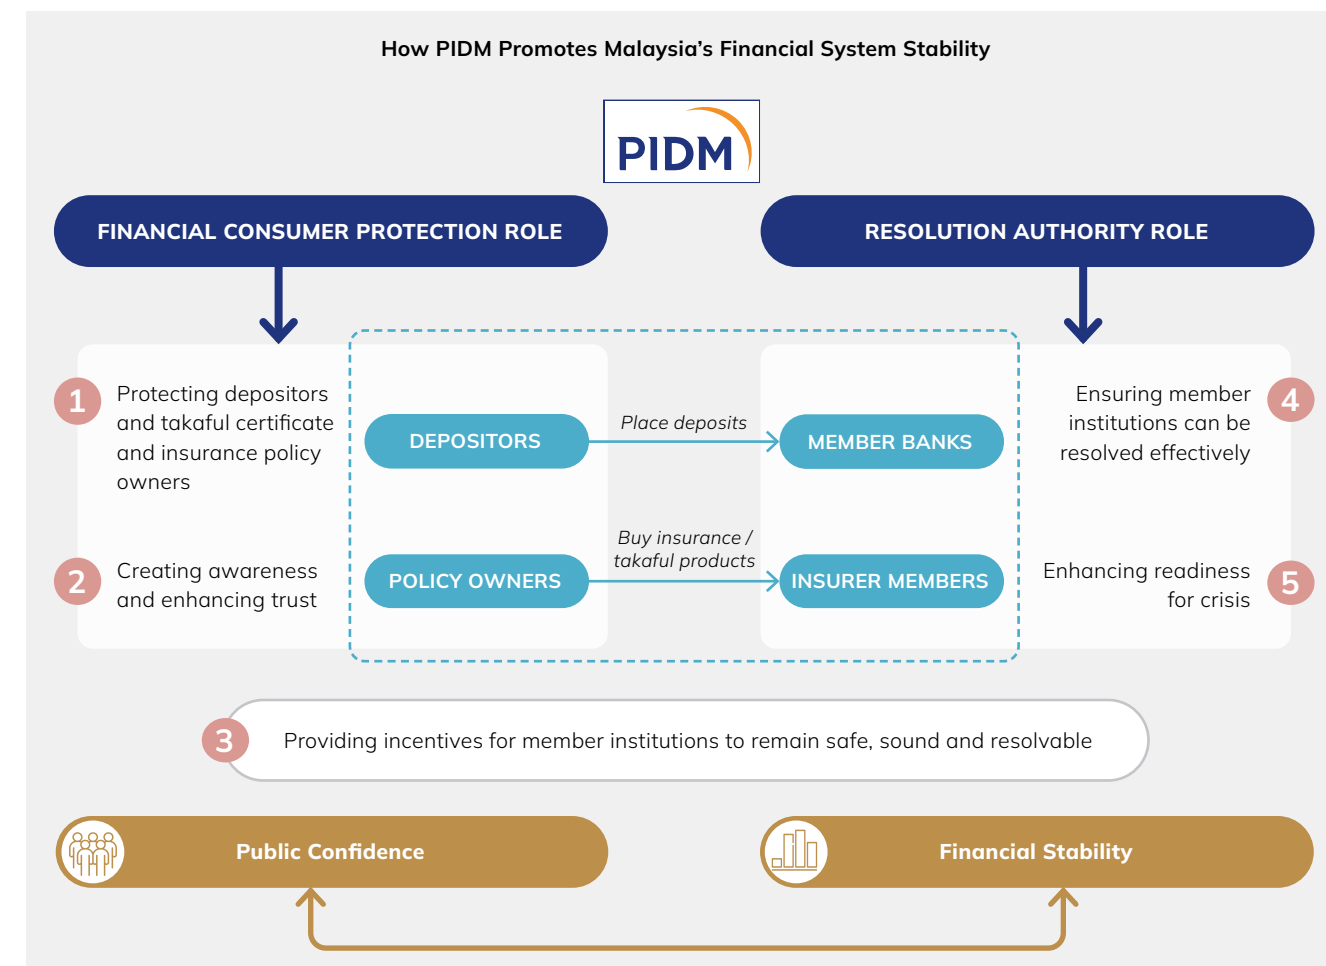 How PIDM Promotes Malaysia’s Financial System Stability
PIDM
FINANCIAL CONSUMER PROTECTION ROLE
RESOLUTION AUTHORITY ROLE
1
Protecting depositors
and takaful certificate
and insurance policy
owners
DEPOSITORS
Place deposits
MEMBER BANKS
Ensuring member
institutions can be
resolved effectively
4
2
Creating awareness
and enhancing trust
POLICY OWNERS
Buy insurance /
takaful products
INSURER MEMBERS
Enhancing readiness
for crisis
5
3
Providing incentives for member institutions to remain safe, sound and resolvable
Public Confidence
Financial Stability